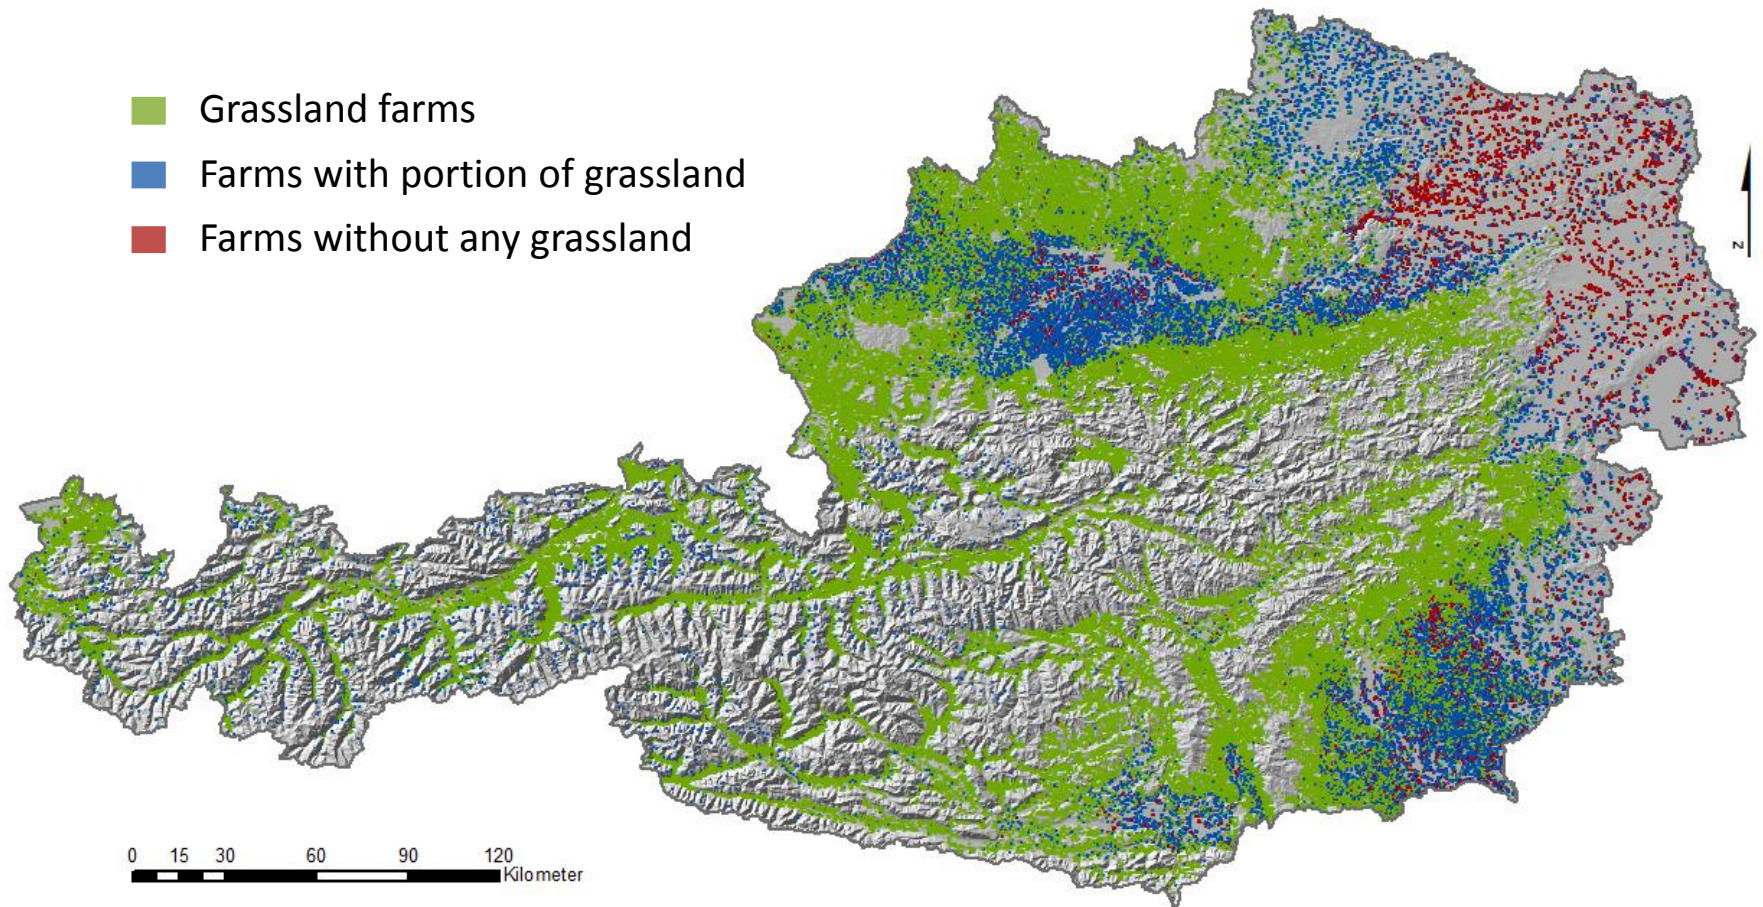 Grassland farms
Farms with portion of grassland
Farms without any grassland
N
0 15 30 60 90 120
Kilometer